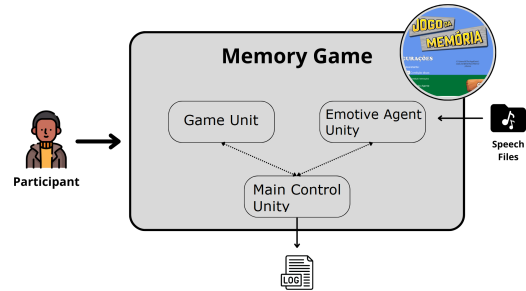 Memory Game
JOGO DA
MEMÓRIA
Game Unit
Emotive Agent
Unity
Main Control
Unity
Participant
Speech
Files
LOG